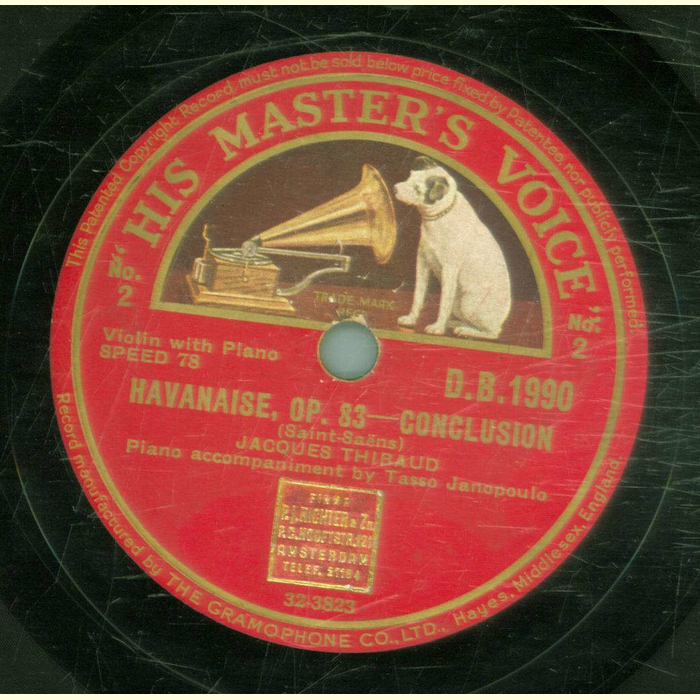 This Patented Copyright Record must not be sold below price fixed by Patentee, nor publicly performed.
"HIS MASTER'S VOICE"
No. 2
No. 2
TRADE MARK
Violin with Piano
SPEED 78
D.B.1990
HAVANAISE, OP. 83—CONCLUSION
(Saint-Saëns)
JACQUES THIBAUD
Piano accompaniment by Tasso Janopoulo
FIRMA
AMSTERDAM
TELEF.
32-3823
Record manufactured by THE GRAMOPHONE CO., LTD., Hayes, Middlesex, England.